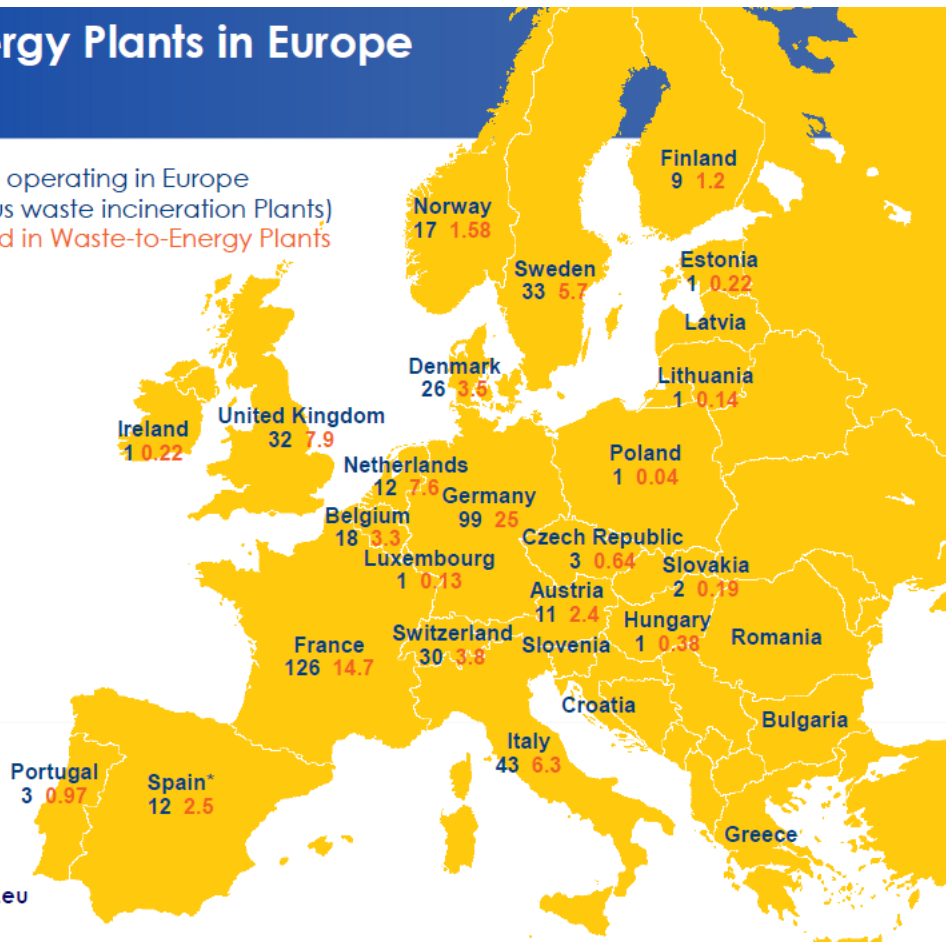 rgy Plants in Europe
operating in Europe
us waste incineration Plants)
d in Waste-to-Energy Plants
Finland
9 1.2
Norway
17 1.58
Sweden
33 5.7
Estonia
1 0.22
Latvia
Denmark
26 3.5
Lithuania
1 0.14
Ireland
1 0.22
United Kingdom
32 7.9
Netherlands
12 7.6
Poland
1 0.04
Germany
99 25
Belgium
18 3.3
Czech Republic
3 0.64
Luxembourg
1 0.13
Slovakia
2 0.19
Austria
11 2.4
Hungary
1 0.38
France
126 14.7
Switzerland
30 3.8
Slovenia
Romania
Croatia
Bulgaria
Italy
43 6.3
Portugal
3 0.97
Spain*
12 2.5
Greece
.eu